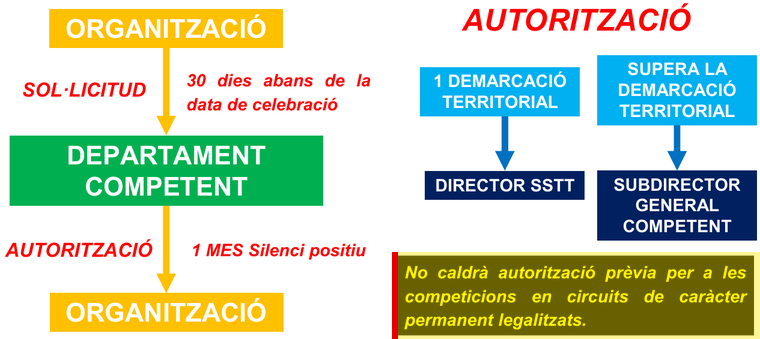 ORGANITZACIÓ
SOL·LICITUD
30 dies abans de la
data de celebració
DEPARTAMENT
COMPETENT
AUTORITZACIÓ
1 MES Silenci positiu
ORGANITZACIÓ
AUTORITZACIÓ
1 DEMARCACIÓ
TERRITORIAL
SUPERA LA
DEMARCACIÓ
TERRITORIAL
DIRECTOR SSTT
SUBDIRECTOR
GENERAL
COMPETENT
No caldrà autorització prèvia per a les
competicions en circuits de caràcter
permanent legalitzats.